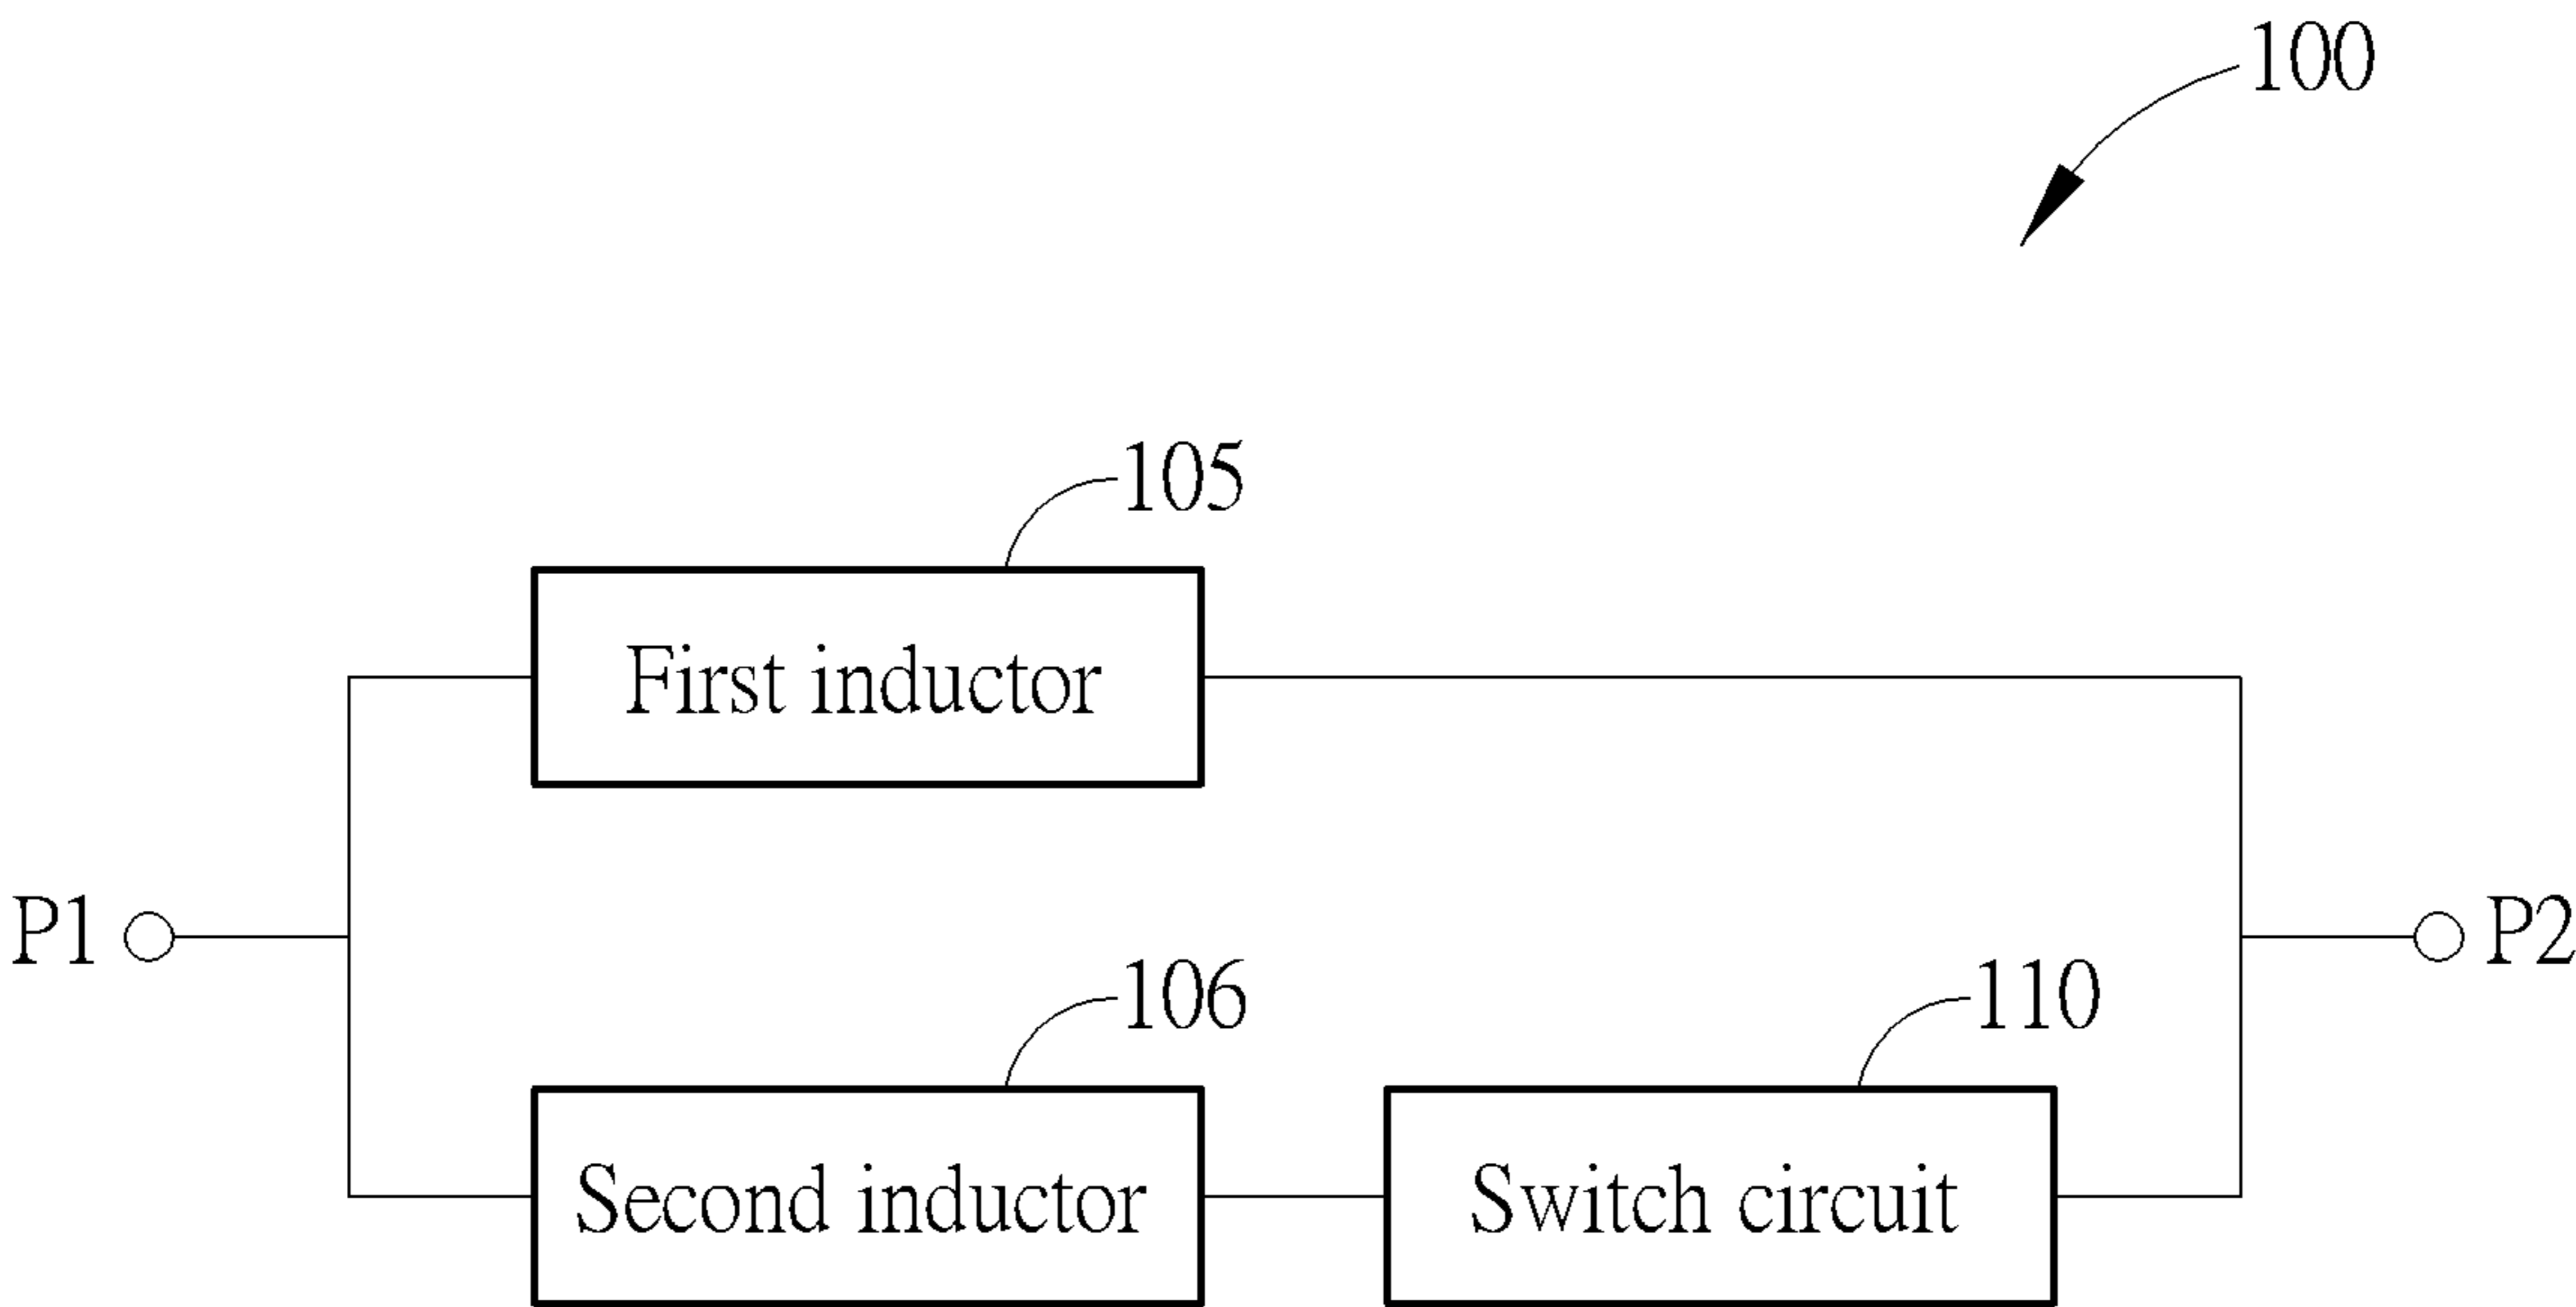 100
105
First inductor
P1
P2
106
110
Second inductor
Switch circuit